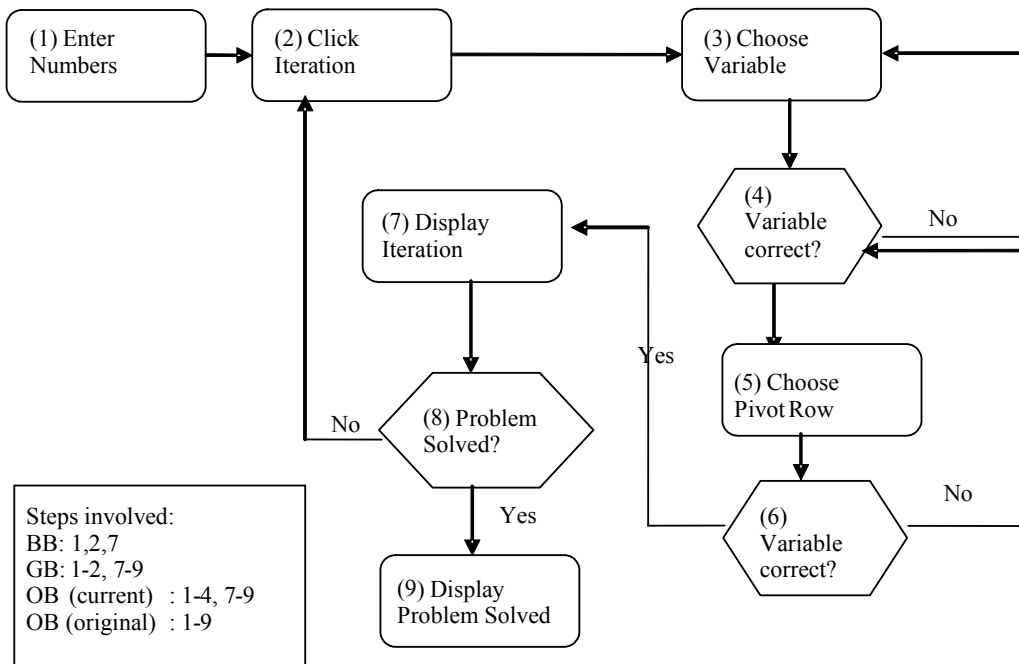 (1) Enter
Numbers
(2) Click
Iteration
(3) Choose
Variable
(4)
Variable
correct?
No
(5) Choose
Pivot Row
(6)
Variable
correct?
No
Yes
(7) Display
Iteration
(8) Problem
Solved?
No
Yes
(9) Display
Problem Solved
Steps involved:
BB: 1,2,7
GB: 1-2, 7-9
OB (current) : 1-4, 7-9
OB (original) : 1-9